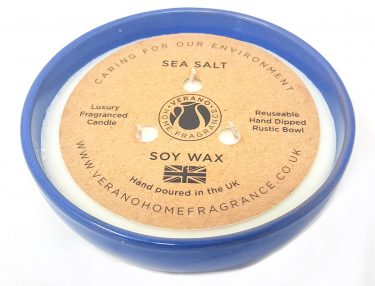 CARING FOR OUR ENVIRONMENT
SEA SALT
Luxury
Fragranced
Candle
VERANO
HOME FRAGRANCE
Reuseable
Hand Dipped
Rustic Bowl
SOY WAX
Hand poured in the UK
WWW.VERANOHOMEFRAGRANCE.CO.UK